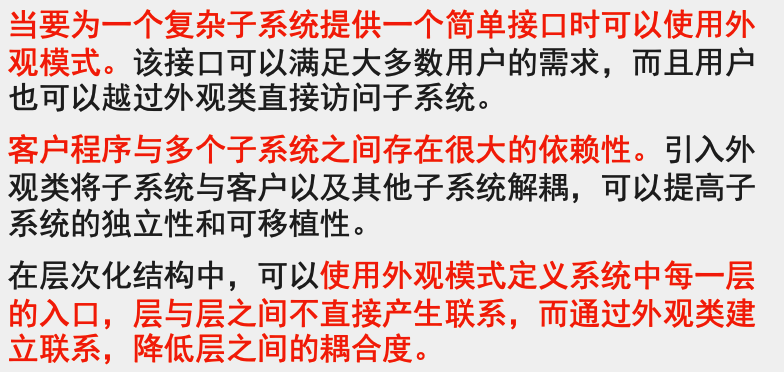 当要为一个复杂子系统提供一个简单接口时可以使用外
观模式。该接口可以满足大多数用户的需求，而且用户
也可以越过外观类直接访问子系统。
客户程序与多个子系统之间存在很大的依赖性。引入外
观类将子系统与客户以及其他子系统解耦，可以提高子
系统的独立性和可移植性。
在层次化结构中，可以使用外观模式定义系统中每一层
的入口，层与层之间不直接产生联系，而通过外观类建
立联系，降低层之间的耦合度。